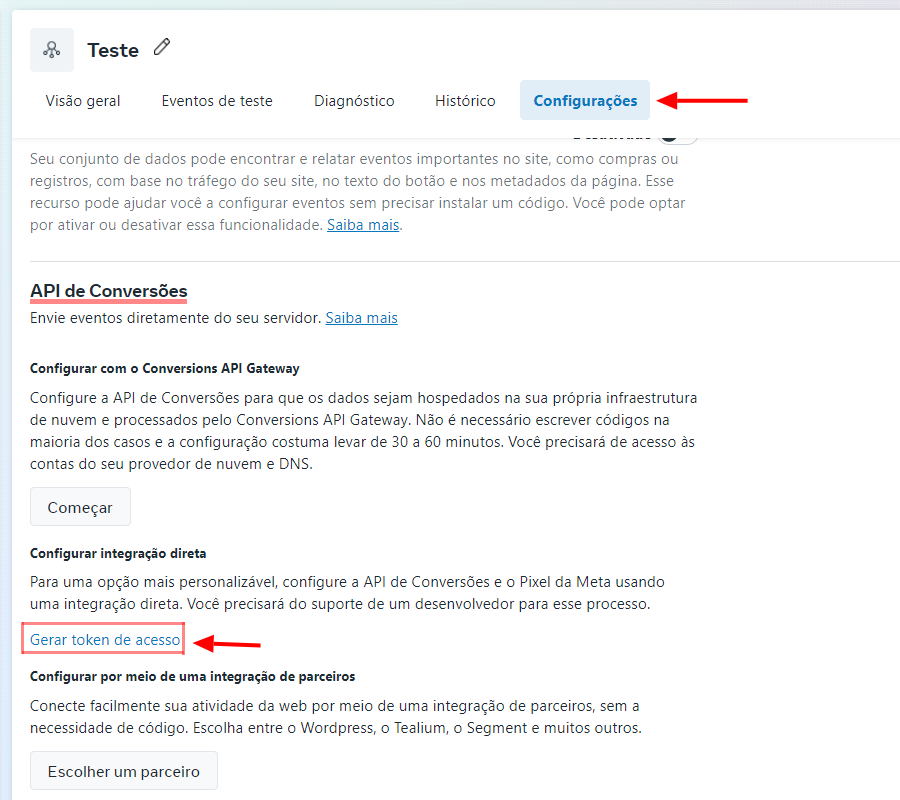 Teste
Visão geral Eventos de teste Diagnóstico Histórico Configurações
Seu conjunto de dados pode encontrar e relatar eventos importantes no site, como compras ou
registros, com base no tráfego do seu site, no texto do botão e nos metadados da página. Esse
recurso pode ajudar você a configurar eventos sem precisar instalar um código. Você pode optar
por ativar ou desativar essa funcionalidade. Saiba mais.
API de Conversões
Envie eventos diretamente do seu servidor. Saiba mais
Configurar com o Conversions API Gateway
Configure a API de Conversões para que os dados sejam hospedados na sua própria infraestrutura
de nuvem e processados pelo Conversions API Gateway. Não é necessário escrever códigos na
maioria dos casos e a configuração costuma levar de 30 a 60 minutos. Você precisará de acesso às
contas do seu provedor de nuvem e DNS.
Começar
Configurar integração direta
Para uma opção mais personalizável, configure a API de Conversões e o Pixel da Meta usando
uma integração direta. Você precisará do suporte de um desenvolvedor para esse processo.
Gerar token de acesso
Configurar por meio de uma integração de parceiros
Conecte facilmente sua atividade da web por meio de uma integração de parceiros, sem a
necessidade de código. Escolha entre o Wordpress, o Tealium, o Segment e muitos outros.
Escolher um parceiro